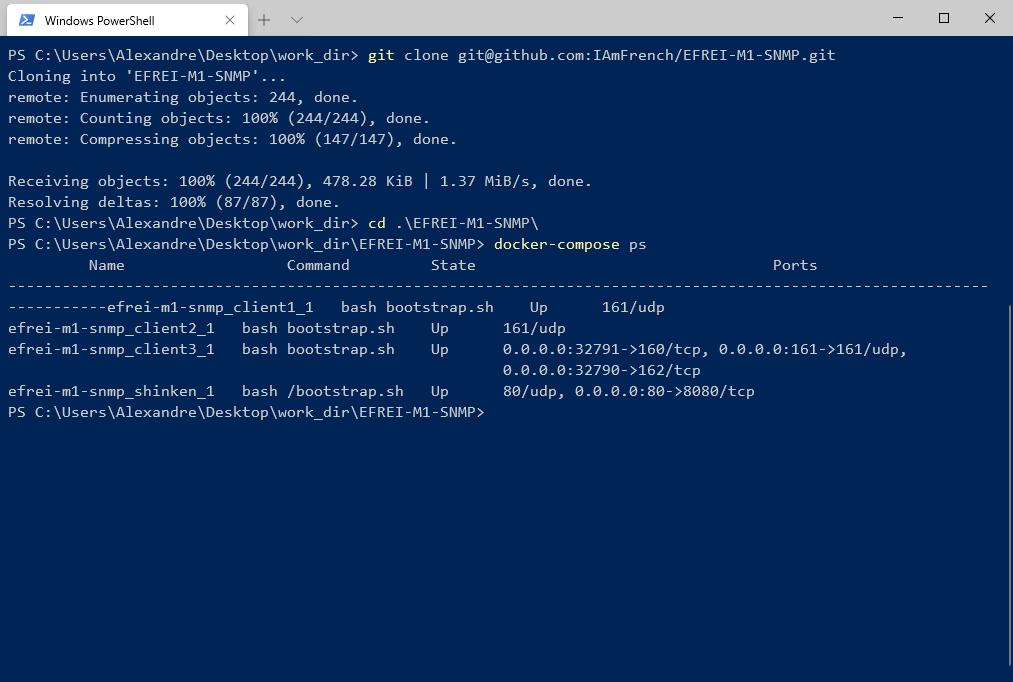 Windows PowerShell
PS C:\Users\Alexandre\Desktop\work_dir> git clone git@github.com:IAmFrench/EFREI-M1-SNMP.git
Cloning into 'EFREI-M1-SNMP'...
remote: Enumerating objects: 244, done.
remote: Counting objects: 100% (244/244), done.
remote: Compressing objects: 100% (147/147), done.
Receiving objects: 100% (244/244), 478.28 KiB | 1.37 MiB/s, done.
Resolving deltas: 100% (87/87), done.
PS C:\Users\Alexandre\Desktop\work_dir> cd .\EFREI-M1-SNMP\
PS C:\Users\Alexandre\Desktop\work_dir\EFREI-M1-SNMP> docker-compose ps
Name Command State Ports
-------------------------------------------------------------------------------------------------------------
-----------efrei-m1-snmp_client1_1 bash bootstrap.sh Up 161/udp
efrei-m1-snmp_client2_1 bash bootstrap.sh Up 161/udp
efrei-m1-snmp_client3_1 bash bootstrap.sh Up 0.0.0.0:32791->160/tcp, 0.0.0.0:161->161/udp,
0.0.0.0:32790->162/tcp
efrei-m1-snmp_shinken_1 bash /bootstrap.sh Up 80/udp, 0.0.0.0:80->8080/tcp
PS C:\Users\Alexandre\Desktop\work_dir\EFREI-M1-SNMP>